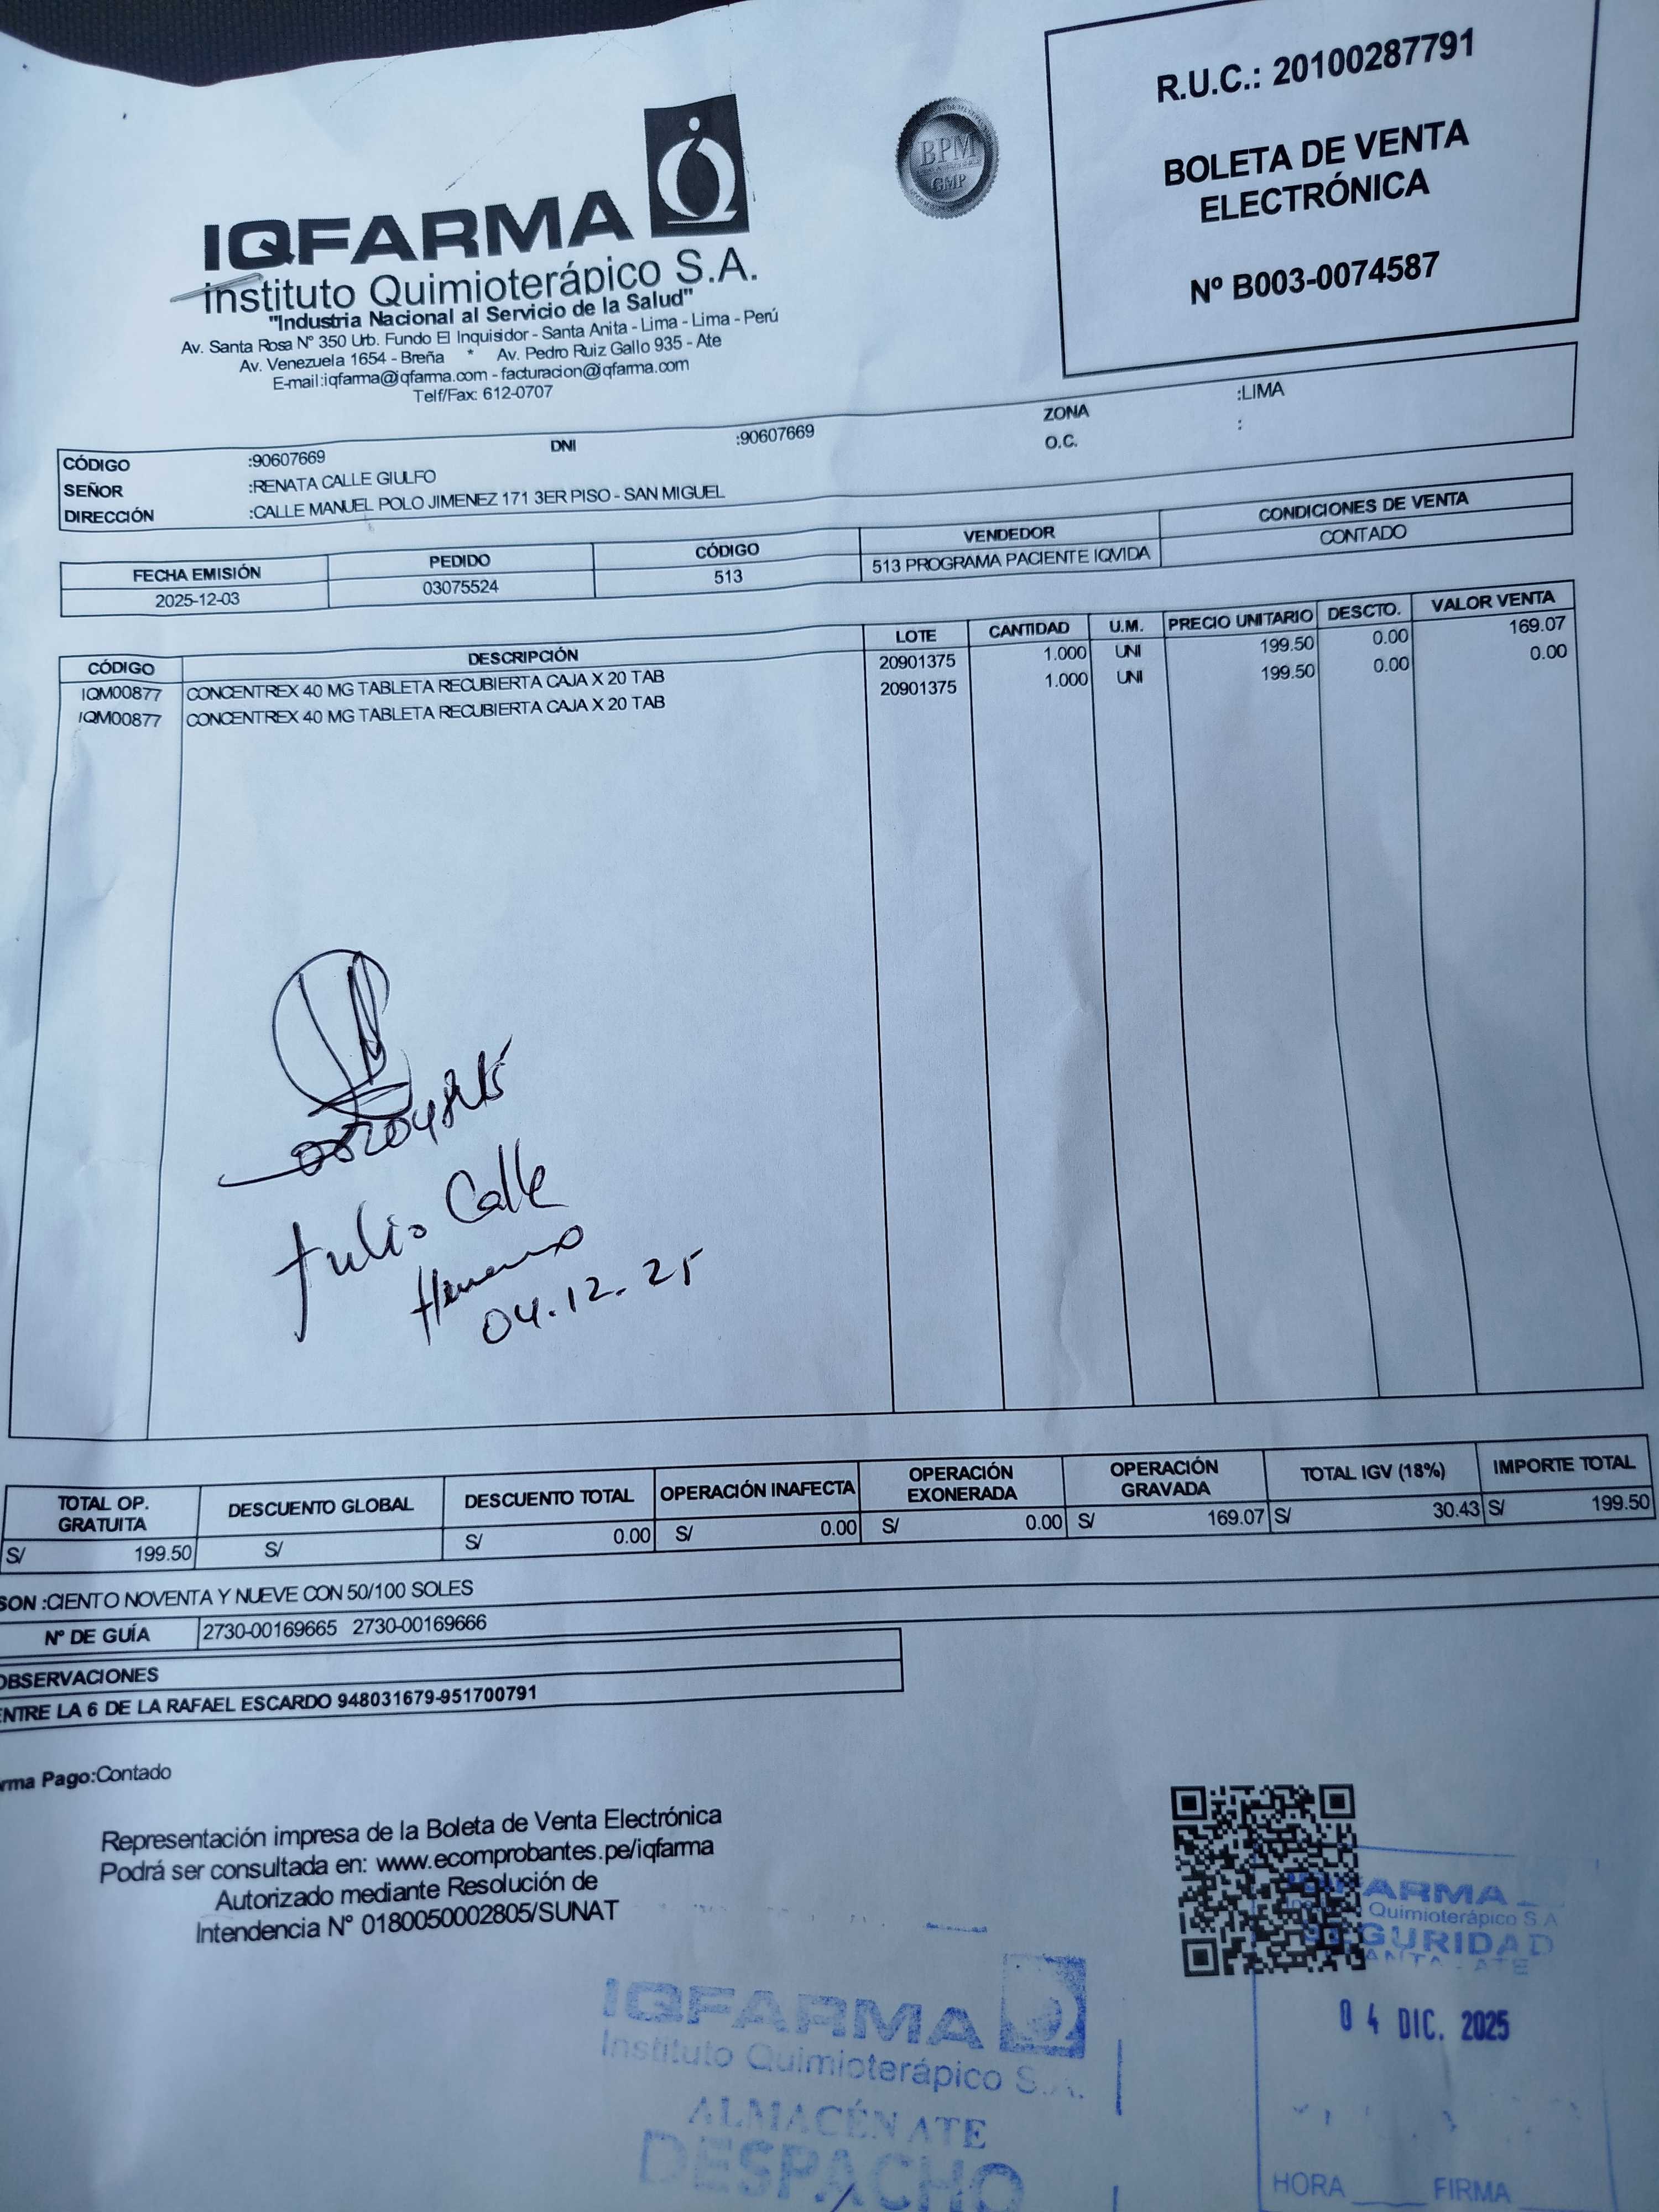 R.U.C.: 20100287791
BOLETA DE VENTA
ELECTRÓNICA
Nº B003-0074587
BPM
GMP
IQFARMA
Instituto Quimioterápico S.A.
"Industria Nacional al Servicio de la Salud"
Av. Santa Rosa Nº 350 Urb. Fundo El Inquisidor - Santa Anita - Lima - Lima - Perú
Av. Venezuela 1654 - Breña * Av. Pedro Ruiz Gallo 935 - Ate
E-mail:iqfarma@iqfarma.com - facturacion@iqfarma.com
Telf/Fax: 612-0707
CÓDIGO :90607669 DNI :90607669 ZONA :LIMA
SEÑOR :RENATA CALLE GIULFO O.C. :
DIRECCIÓN :CALLE MANUEL POLO JIMENEZ 171 3ER PISO - SAN MIGUEL
FECHA EMISIÓN PEDIDO CÓDIGO VENDEDOR CONDICIONES DE VENTA
2025-12-03 03075524 513 513 PROGRAMA PACIENTE IQVIDA CONTADO
CÓDIGO DESCRIPCIÓN LOTE CANTIDAD U.M. PRECIO UNITARIO DESCTO. VALOR VENTA
IQM00877 CONCENTREX 40 MG TABLETA RECUBIERTA CAJA X 20 TAB 20901375 1.000 UNI 199.50 0.00 169.07
IQM00877 CONCENTREX 40 MG TABLETA RECUBIERTA CAJA X 20 TAB 20901375 1.000 UNI 199.50 0.00 0.00
Julio Calle
04.12.25
TOTAL OP. GRATUITA DESCUENTO GLOBAL DESCUENTO TOTAL OPERACIÓN INAFECTA OPERACIÓN EXONERADA OPERACIÓN GRAVADA TOTAL IGV (18%) IMPORTE TOTAL
S/ 199.50 S/ S/ 0.00 S/ 0.00 S/ 0.00 S/ 169.07 S/ 30.43 S/ 199.50
SON :CIENTO NOVENTA Y NUEVE CON 50/100 SOLES
Nº DE GUÍA 2730-00169665 2730-00169666
OBSERVACIONES
ENTRE LA 6 DE LA RAFAEL ESCARDO 948031679-951700791
rma Pago:Contado
Representación impresa de la Boleta de Venta Electrónica
Podrá ser consultada en: www.ecomprobantes.pe/iqfarma
Autorizado mediante Resolución de
Intendencia Nº 0180050002805/SUNAT
IQFARMA
Instituto Quimioterápico S.A.
ALMACÉN ATE
DESPACHO
Quimioterápico S.A
04 DIC. 2025
HORA FIRMA